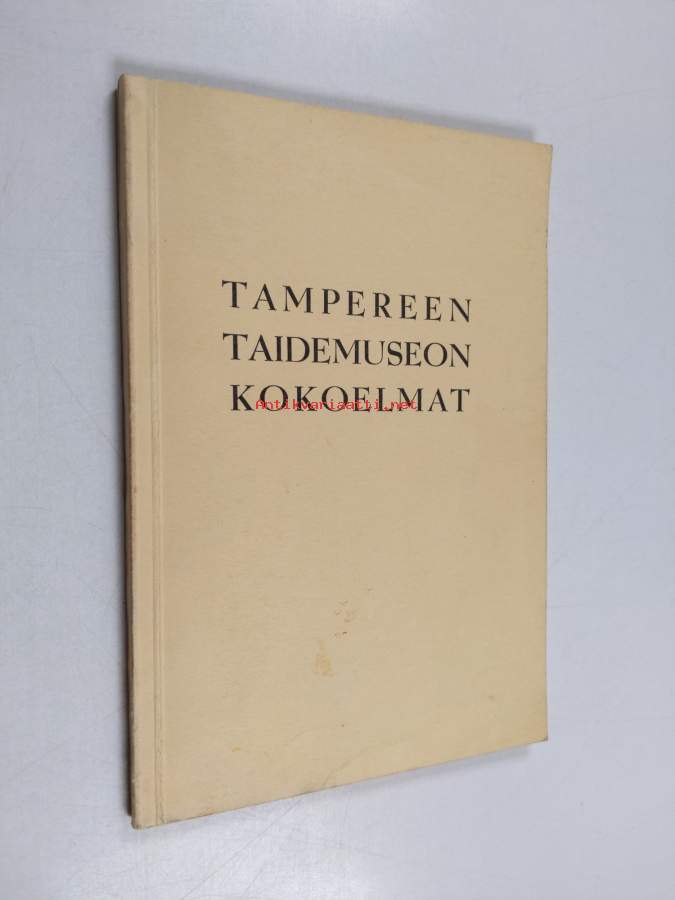 TAMPEREEN
TAIDEMUSEON
KOKOELMAT
Antikvariaatti.net